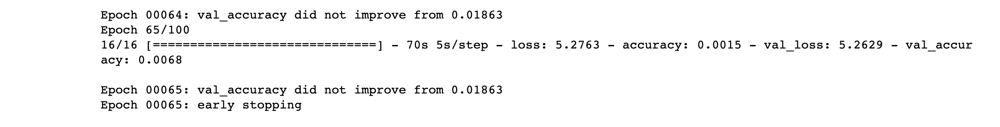 Epoch 00064: val_accuracy did not improve from 0.01863
Epoch 65/100
16/16 [==============================] - 70s 5s/step - loss: 5.2763 - accuracy: 0.0015 - val_loss: 5.2629 - val_accur
acy: 0.0068
Epoch 00065: val_accuracy did not improve from 0.01863
Epoch 00065: early stopping